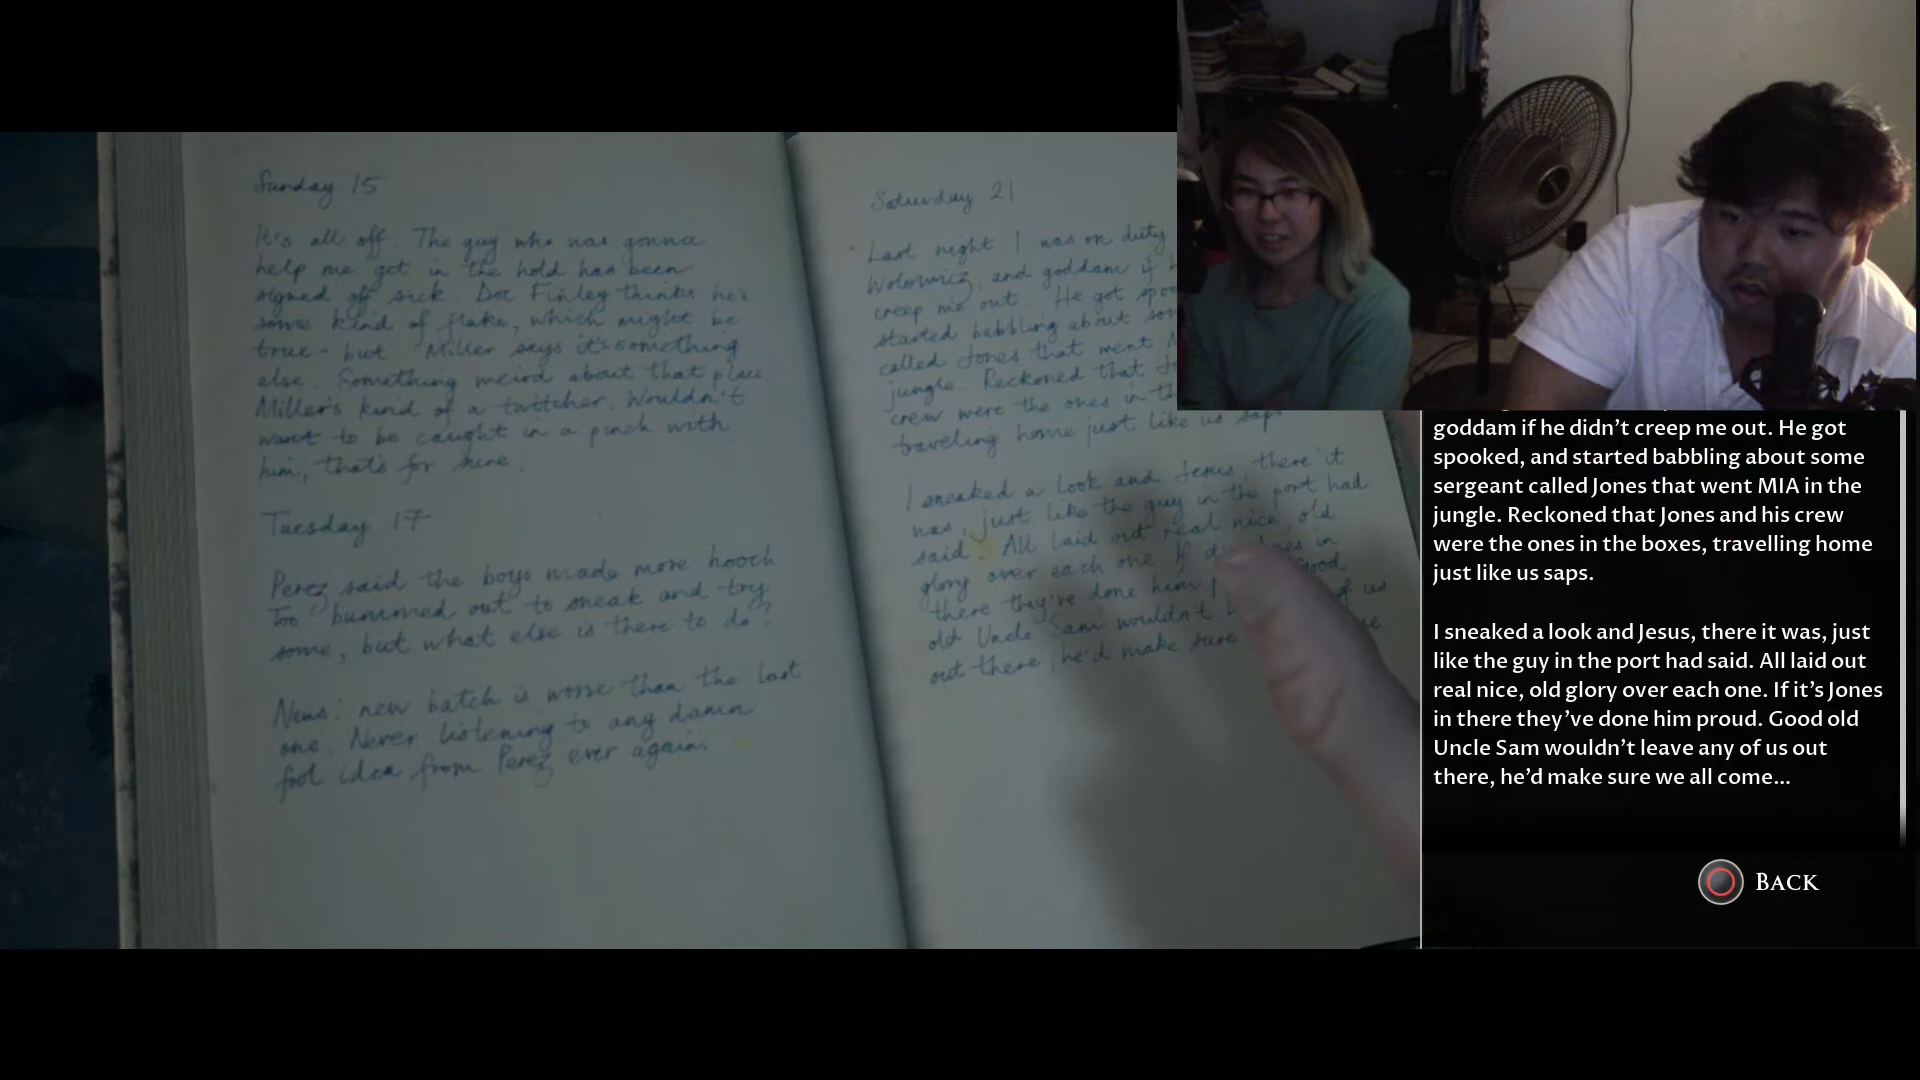 Sunday 15
It's all off. The guy who was gonna
help me get in the hold has been
signed off sick. Doc Finley thinks he's
some kind of flake, which might be
true - but Miller says it's something
else. Something weird about that place.
Miller's kind of a twitcher. Wouldn't
want to be caught in a pinch with
him, that's for sure.
Tuesday 17
Perez said the boys made more hooch
Too bummed out to sneak and try
some, but what else is there to do?
News: new batch is worse than the last
one. Never listening to any damn
fool idea from Perez ever again.
Saturday 21
Last night I was on duty
Wolowicz, and goddam if h
creep me out. He got spoo
started babbling about som
called Jones that went M
jungle. Reckoned that Jo
crew were the ones in th
traveling home just like us saps
I sneaked a look and Jesus, there it
was, just like the guy in the port had
said. All laid out real nice, old
glory over each one. If Jones in
there they're done him Good
old Uncle Sam wouldn't of us
out there, he'd make sure
goddam if he didn't creep me out. He got
spooked, and started babbling about some
sergeant called Jones that went MIA in the
jungle. Reckoned that Jones and his crew
were the ones in the boxes, travelling home
just like us saps.
I sneaked a look and Jesus, there it was, just
like the guy in the port had said. All laid out
real nice, old glory over each one. If it's Jones
in there they've done him proud. Good old
Uncle Sam wouldn't leave any of us out
there, he'd make sure we all come...
BACK